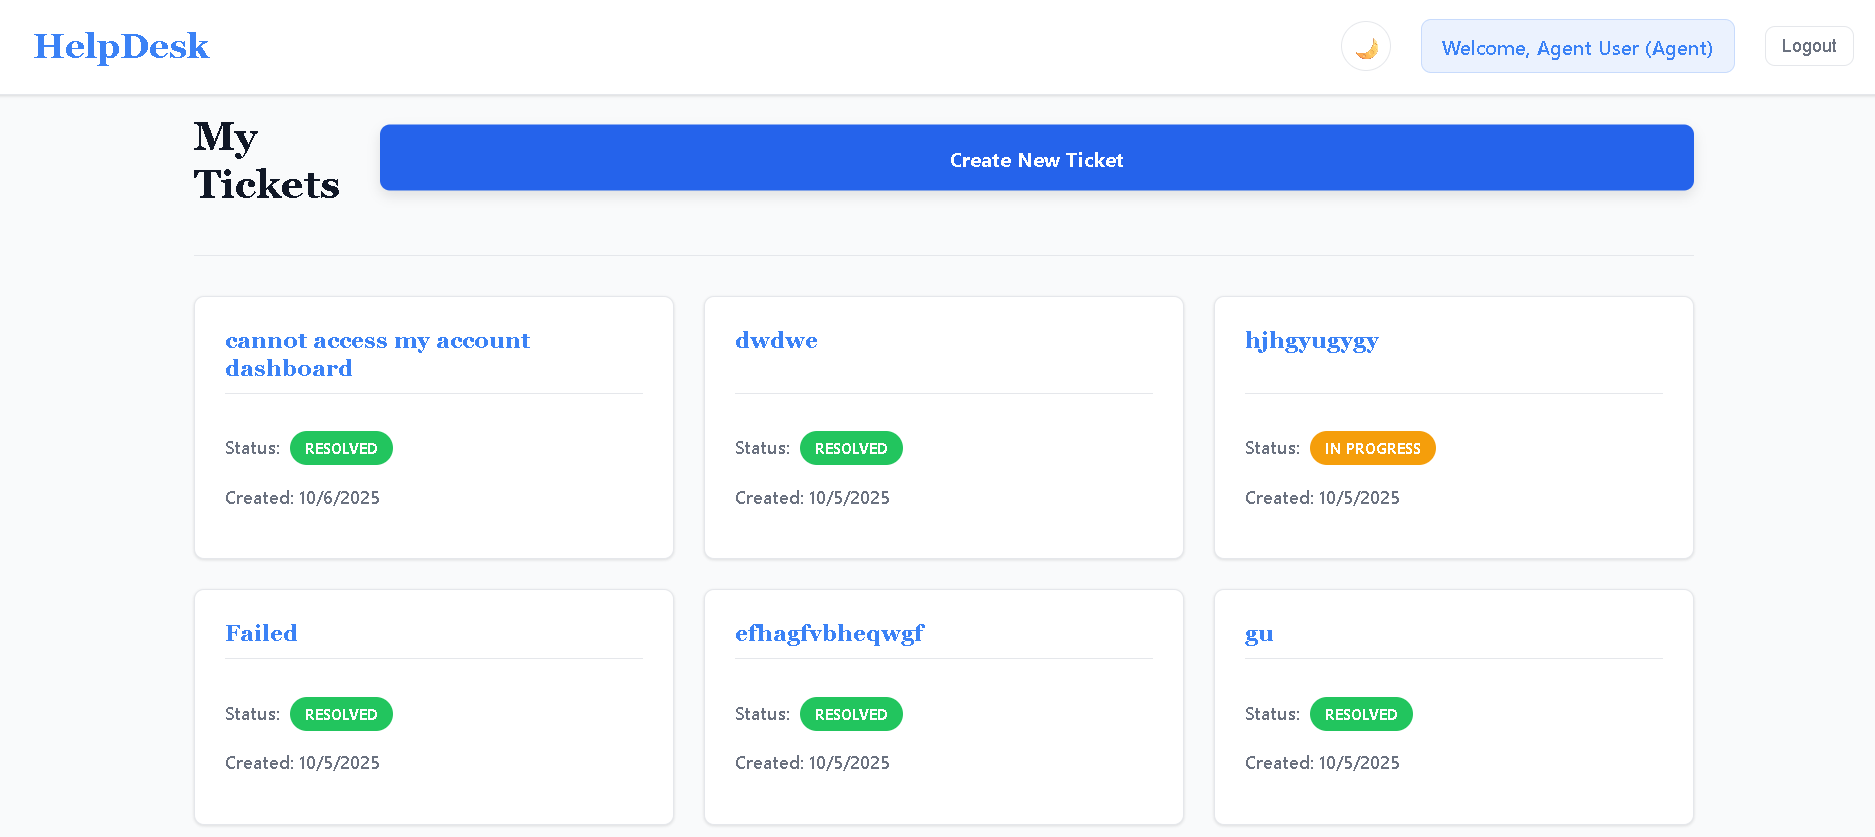 HelpDesk
Welcome, Agent User (Agent)
Logout
My
Tickets
Create New Ticket
cannot access my account
dashboard
Status: RESOLVED
Created: 10/6/2025
dwdwe
Status: RESOLVED
Created: 10/5/2025
hjhgyugygy
Status: IN PROGRESS
Created: 10/5/2025
Failed
Status: RESOLVED
Created: 10/5/2025
efhagfvbheqwgf
Status: RESOLVED
Created: 10/5/2025
gu
Status: RESOLVED
Created: 10/5/2025